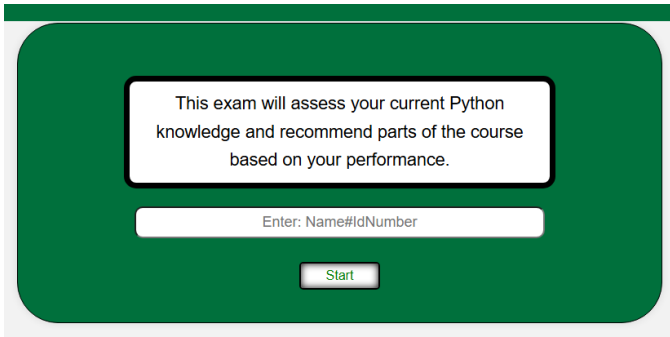 This exam will assess your current Python
knowledge and recommend parts of the course
based on your performance.
Enter: Name#IdNumber
Start